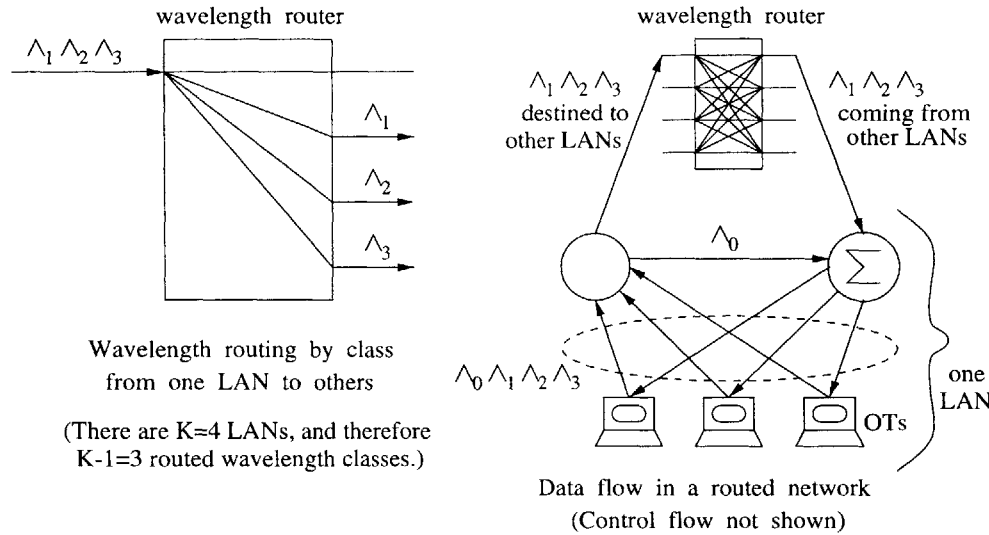 wavelength router
Λ1 Λ2 Λ3
Λ1
Λ2
Λ3
Wavelength routing by class
from one LAN to others
(There are K=4 LANs, and therefore
K-1=3 routed wavelength classes.)
wavelength router
Λ1 Λ2 Λ3
destined to
other LANs
Λ1 Λ2 Λ3
coming from
other LANs
Λ0
Σ
Λ0 Λ1 Λ2 Λ3
OTs
one
LAN
Data flow in a routed network
(Control flow not shown)